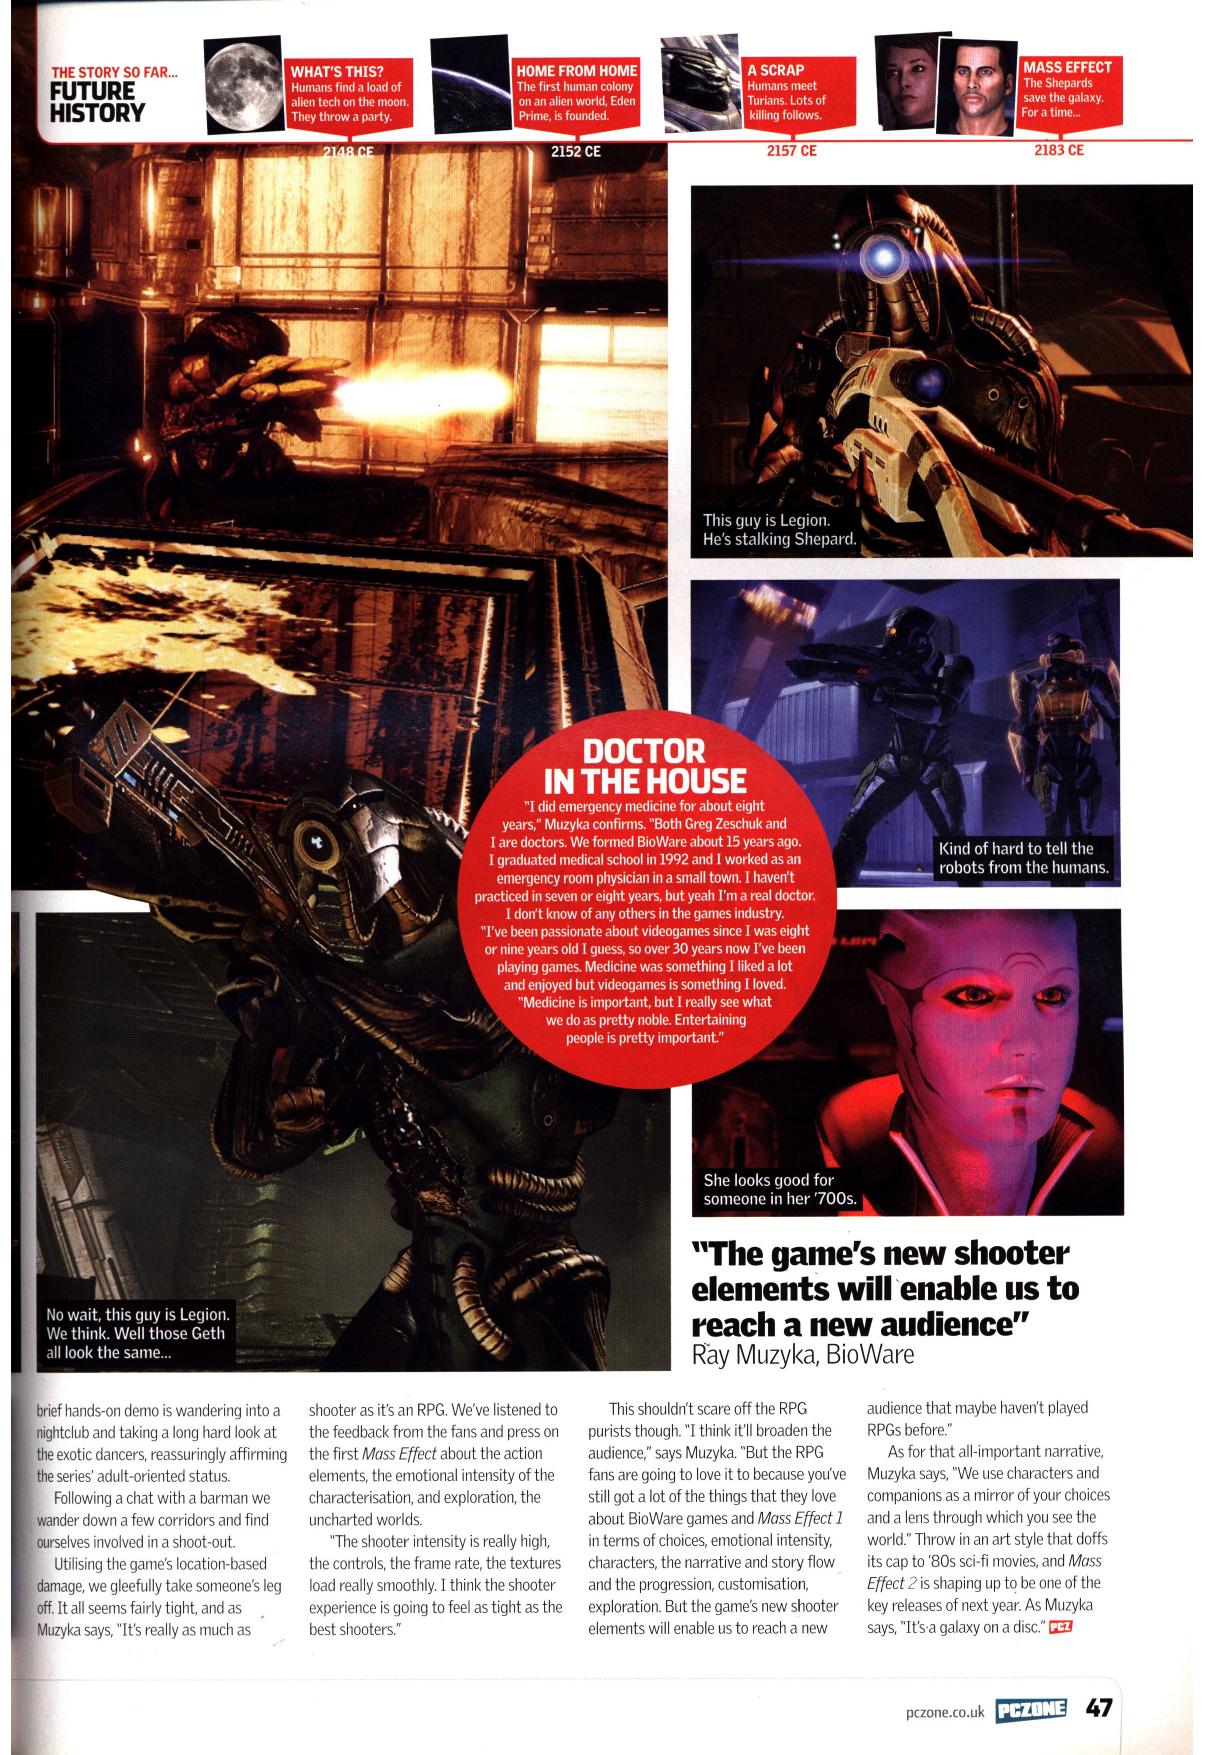 THE STORY SO FAR...
FUTURE
HISTORY
WHAT'S THIS?
Humans find a load of
alien tech on the moon.
They throw a party.
2148 CE
HOME FROM HOME
The first human colony
on an alien world, Eden
Prime, is founded.
2152 CE
A SCRAP
Humans meet
Turians. Lots of
killing follows.
2157 CE
MASS EFFECT
The Shepards
save the galaxy.
For a time...
2183 CE
This guy is Legion.
He's stalking Shepard.
Kind of hard to tell the
robots from the humans.
DOCTOR
IN THE HOUSE
"I did emergency medicine for about eight
years," Muzyka confirms. "Both Greg Zeschuk and
I are doctors. We formed BioWare about 15 years ago.
I graduated medical school in 1992 and I worked as an
emergency room physician in a small town. I haven't
practiced in seven or eight years, but yeah I'm a real doctor.
I don't know of any others in the games industry.
"I've been passionate about videogames since I was eight
or nine years old I guess, so over 30 years now I've been
playing games. Medicine was something I liked a lot
and enjoyed but videogames is something I loved.
"Medicine is important, but I really see what
we do as pretty noble. Entertaining
people is pretty important."
She looks good for
someone in her '700s.
No wait, this guy is Legion.
We think. Well those Geth
all look the same...
"The game's new shooter
elements will enable us to
reach a new audience"
Ray Muzyka, BioWare
brief hands-on demo is wandering into a
nightclub and taking a long hard look at
the exotic dancers, reassuringly affirming
the series' adult-oriented status.
Following a chat with a barman we
wander down a few corridors and find
ourselves involved in a shoot-out.
Utilising the game's location-based
damage, we gleefully take someone's leg
off. It all seems fairly tight, and as
Muzyka says, "It's really as much as
shooter as it's an RPG. We've listened to
the feedback from the fans and press on
the first Mass Effect about the action
elements, the emotional intensity of the
characterisation, and exploration, the
uncharted worlds.
"The shooter intensity is really high,
the controls, the frame rate, the textures
load really smoothly. I think the shooter
experience is going to feel as tight as the
best shooters."
This shouldn't scare off the RPG
purists though. "I think it'll broaden the
audience," says Muzyka. "But the RPG
fans are going to love it to because you've
still got a lot of the things that they love
about BioWare games and Mass Effect 1
in terms of choices, emotional intensity,
characters, the narrative and story flow
and the progression, customisation,
exploration. But the game's new shooter
elements will enable us to reach a new
audience that maybe haven't played
RPGs before."
As for that all-important narrative,
Muzyka says, "We use characters and
companions as a mirror of your choices
and a lens through which you see the
world." Throw in an art style that doffs
its cap to '80s sci-fi movies, and Mass
Effect 2 is shaping up to be one of the
key releases of next year. As Muzyka
says, "It's a galaxy on a disc." PCZ
pczone.co.uk PCZONE 47